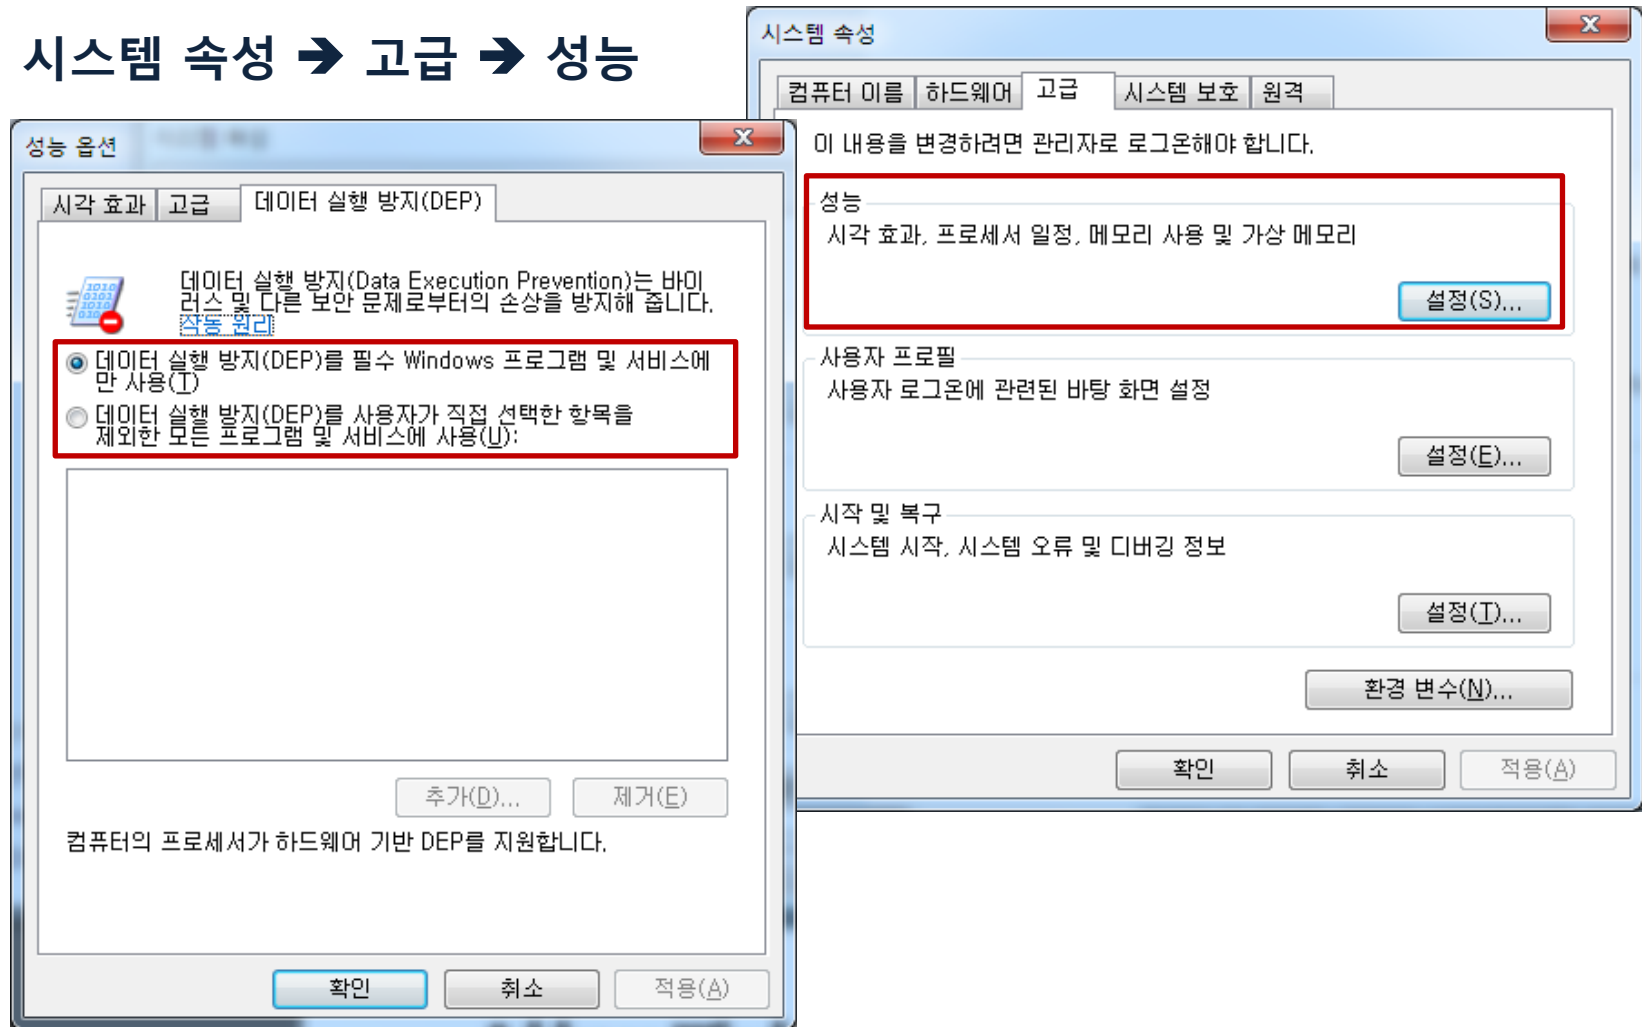 시스템 속성 🡺 고급 🡺 성능
성능 옵션
시각 효과
고급
데이터 실행 방지(DEP)
데이터 실행 방지(Data Execution Prevention)는 바이
러스 및 다른 보안 문제로부터의 손상을 방지해 줍니다.
작동 원리
데이터 실행 방지(DEP)를 필수 Windows 프로그램 및 서비스에
만 사용(T)
데이터 실행 방지(DEP)를 사용자가 직접 선택한 항목을
제외한 모든 프로그램 및 서비스에 사용(U):
추가(D)...
제거(E)
컴퓨터의 프로세서가 하드웨어 기반 DEP를 지원합니다.
확인
취소
적용(A)
시스템 속성
컴퓨터 이름
하드웨어
고급
시스템 보호
원격
이 내용을 변경하려면 관리자로 로그온해야 합니다.
성능
시각 효과, 프로세서 일정, 메모리 사용 및 가상 메모리
설정(S)...
사용자 프로필
사용자 로그온에 관련된 바탕 화면 설정
설정(E)...
시작 및 복구
시스템 시작, 시스템 오류 및 디버깅 정보
설정(T)...
환경 변수(N)...
확인
취소
적용(A)